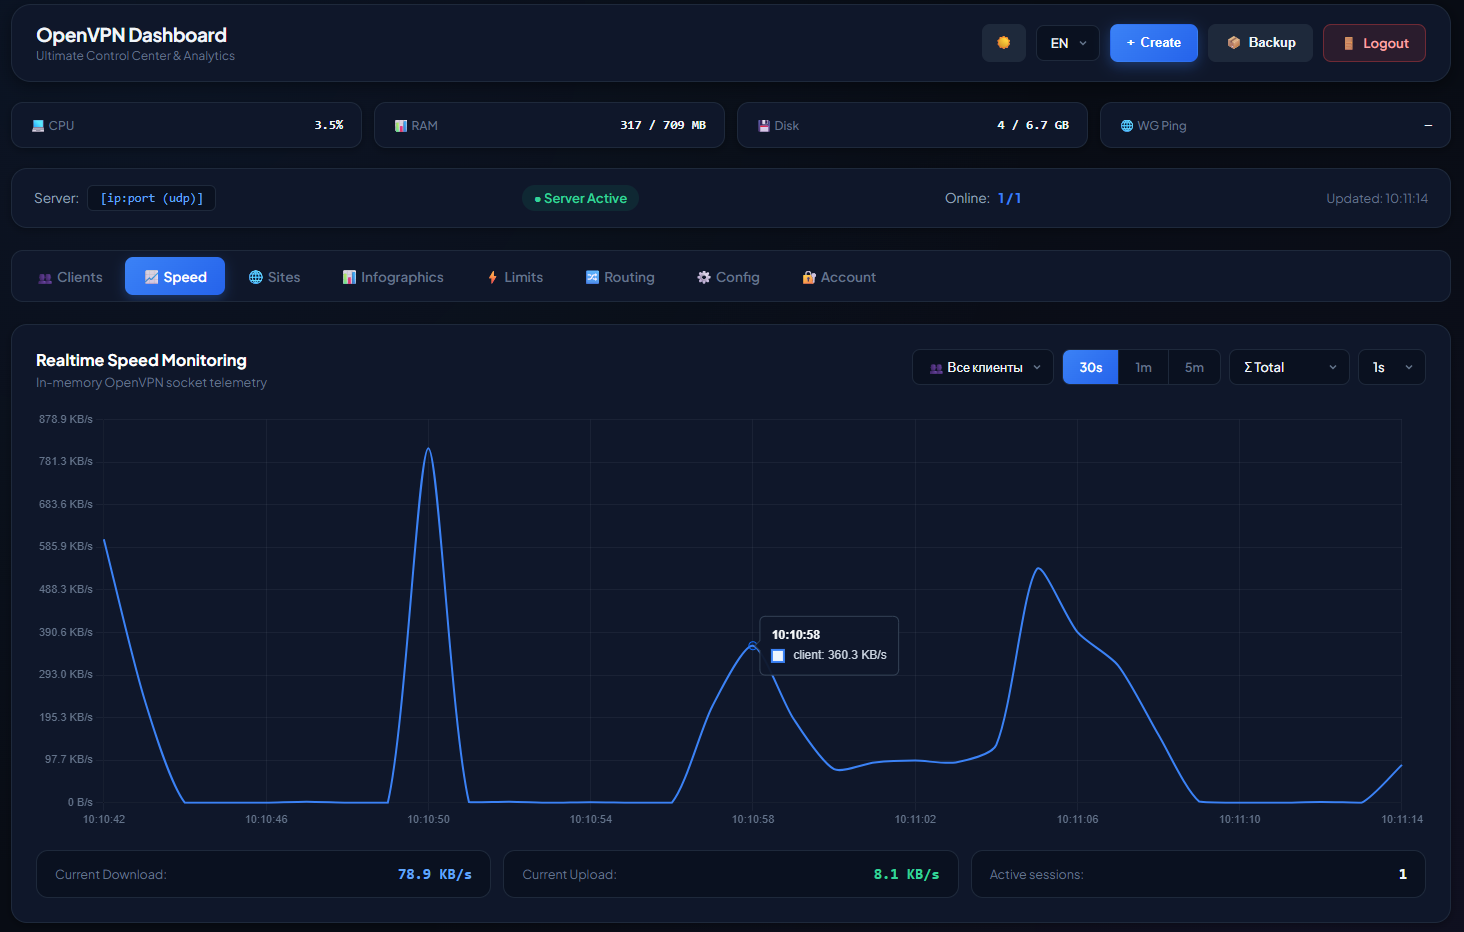 OpenVPN Dashboard
Ultimate Control Center & Analytics
EN
+ Create
Backup
Logout
CPU
3.5%
RAM
317 / 709 MB
Disk
4 / 6.7 GB
WG Ping
—
Server:
[ip:port (udp)]
● Server Active
Online: 1/1
Updated: 10:11:14
Clients
Speed
Sites
Infographics
Limits
Routing
Config
Account
Realtime Speed Monitoring
In-memory OpenVPN socket telemetry
Все клиенты
30s
1m
5m
Σ Total
1s
878.9 KB/s
781.3 KB/s
683.6 KB/s
585.9 KB/s
488.3 KB/s
390.6 KB/s
293.0 KB/s
195.3 KB/s
97.7 KB/s
0 B/s
10:10:58
client: 360.3 KB/s
10:10:42
10:10:46
10:10:50
10:10:54
10:10:58
10:11:02
10:11:06
10:11:10
10:11:14
Current Download:
78.9 KB/s
Current Upload:
8.1 KB/s
Active sessions:
1